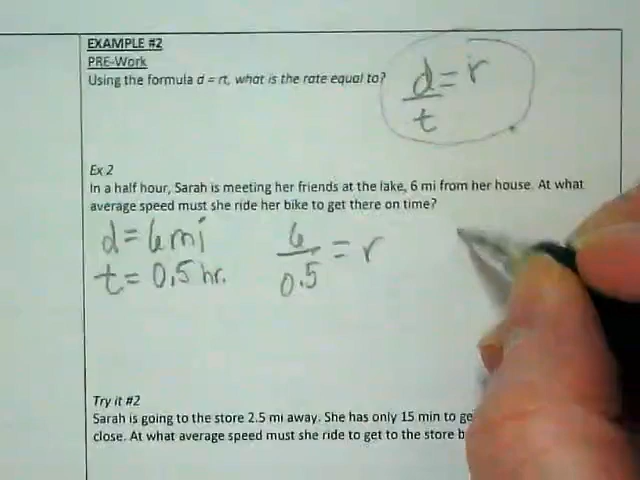 EXAMPLE #2
PRE-Work
Using the formula d = rt, what is the rate equal to?
d/t = r
Ex 2
In a half hour, Sarah is meeting her friends at the lake, 6 mi from her house. At what
average speed must she ride her bike to get there on time?
d = 6 mi
t = 0.5 hr.
6/0.5 = r
Try it #2
Sarah is going to the store 2.5 mi away. She has only 15 min to
close. At what average speed must she ride to get to the store